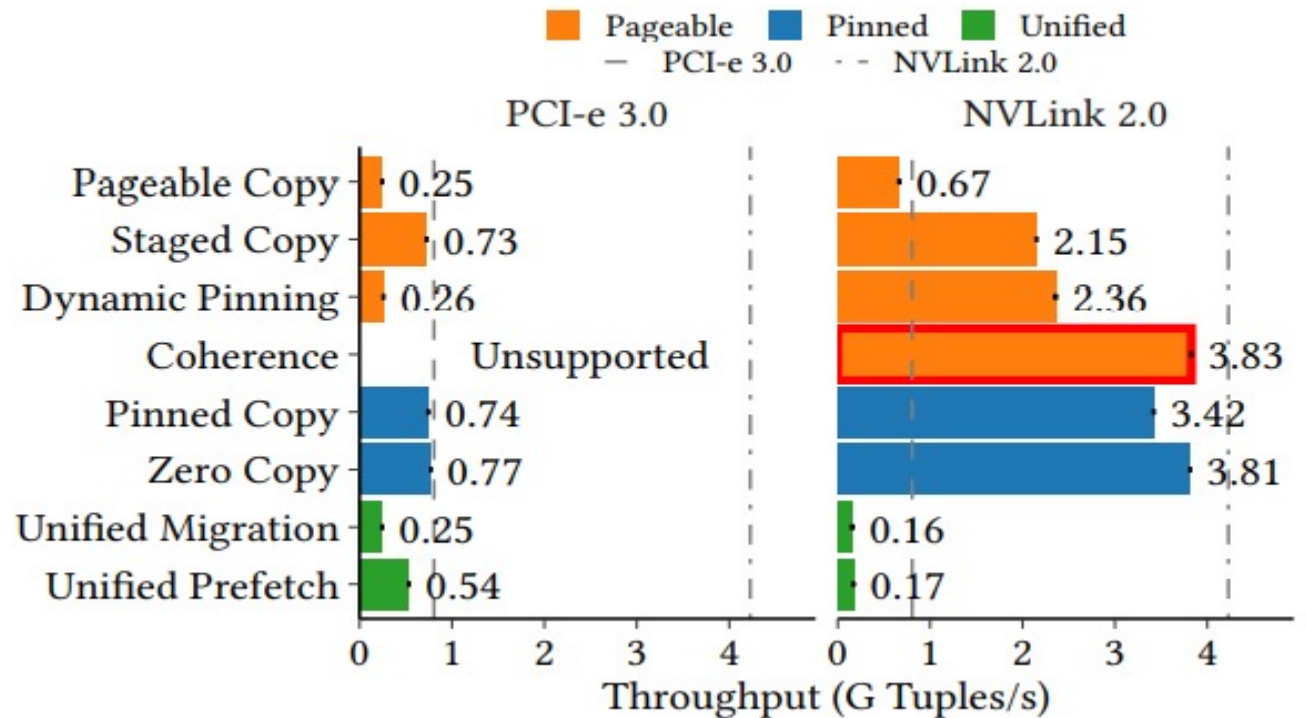 Pageable Pinned Unified
PCI-e 3.0 NVLink 2.0
PCI-e 3.0 NVLink 2.0
Pageable Copy 0.25 0.67
Staged Copy 0.73 2.15
Dynamic Pinning 0.26 2.36
Coherence Unsupported 3.83
Pinned Copy 0.74 3.42
Zero Copy 0.77 3.81
Unified Migration 0.25 0.16
Unified Prefetch 0.54 0.17
0 1 2 3 4 0 1 2 3 4
Throughput (G Tuples/s)